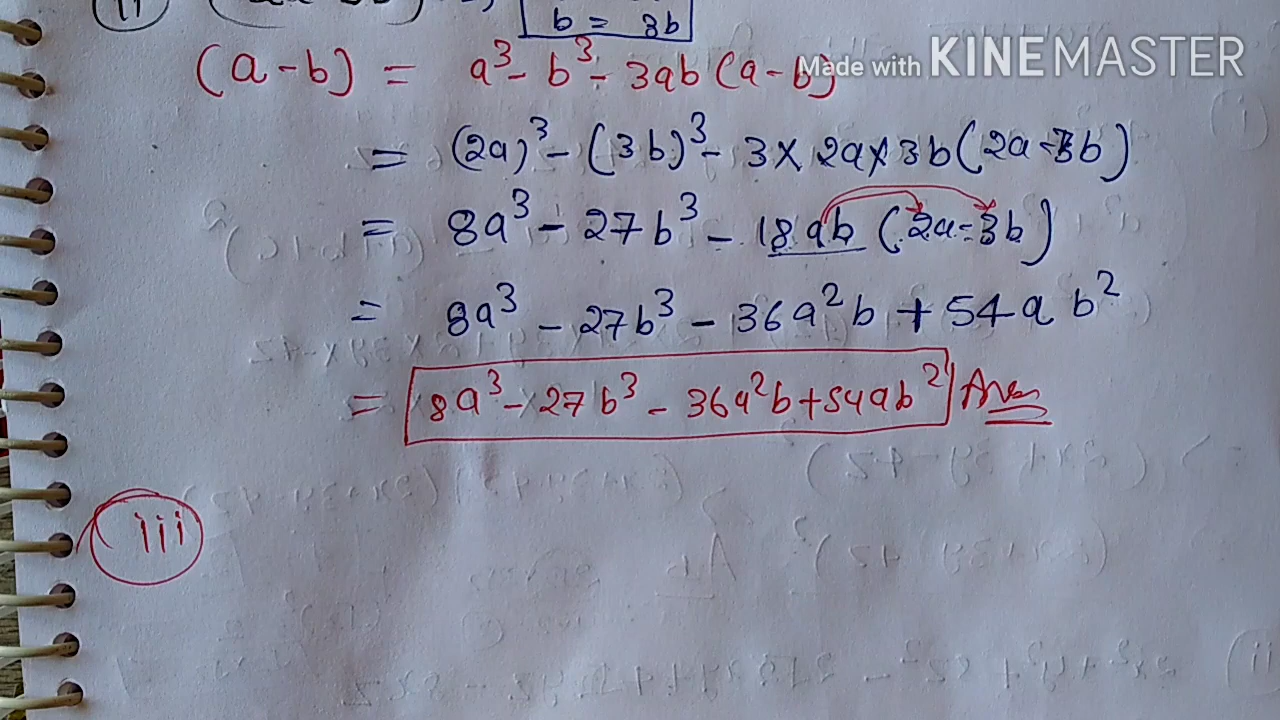 ii
b = 3b
(a-b) = a³- b³- 3ab(a-b)
Made with KINEMASTER
= (2a)³-(3b)³- 3×2a×3b(2a-3b)
= 8a³-27b³-18ab(2a-3b)
= 8a³-27b³-36a²b+54ab²
= 8a³-27b³-36a²b+54ab² Ans
iii